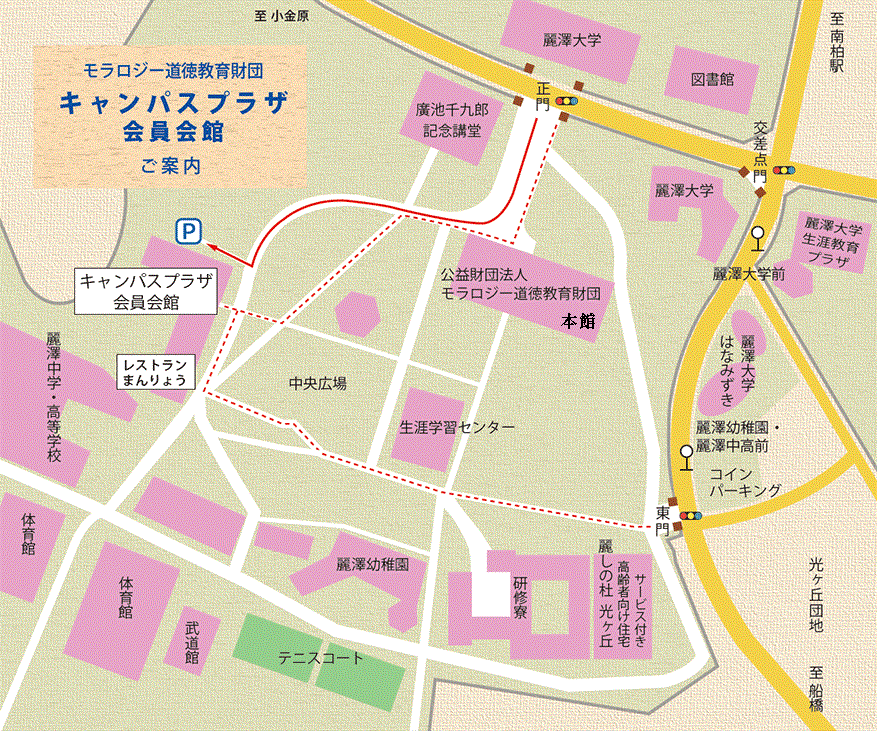 至 小金原
至 南柏駅
モラロジー道徳教育財団
キャンパスプラザ
会員会館
ご案内
麗澤大学
図書館
正門
廣池千九郎
記念講堂
交差点門
麗澤大学
麗澤大学
生涯教育
プラザ
P
麗澤大学前
公益財団法人
モラロジー道徳教育財団
本館
キャンパスプラザ
会員会館
レストラン
まんりょう
麗澤中学・高等学校
中央広場
麗澤大学
はなみずき
生涯学習センター
麗澤幼稚園・
麗澤中高前
コイン
パーキング
東門
体育館
体育館
武道館
麗澤幼稚園
テニスコート
研修寮
サービス付き
高齢者向け住宅
麗しの杜 光ヶ丘
光ヶ丘団地
至 船橋